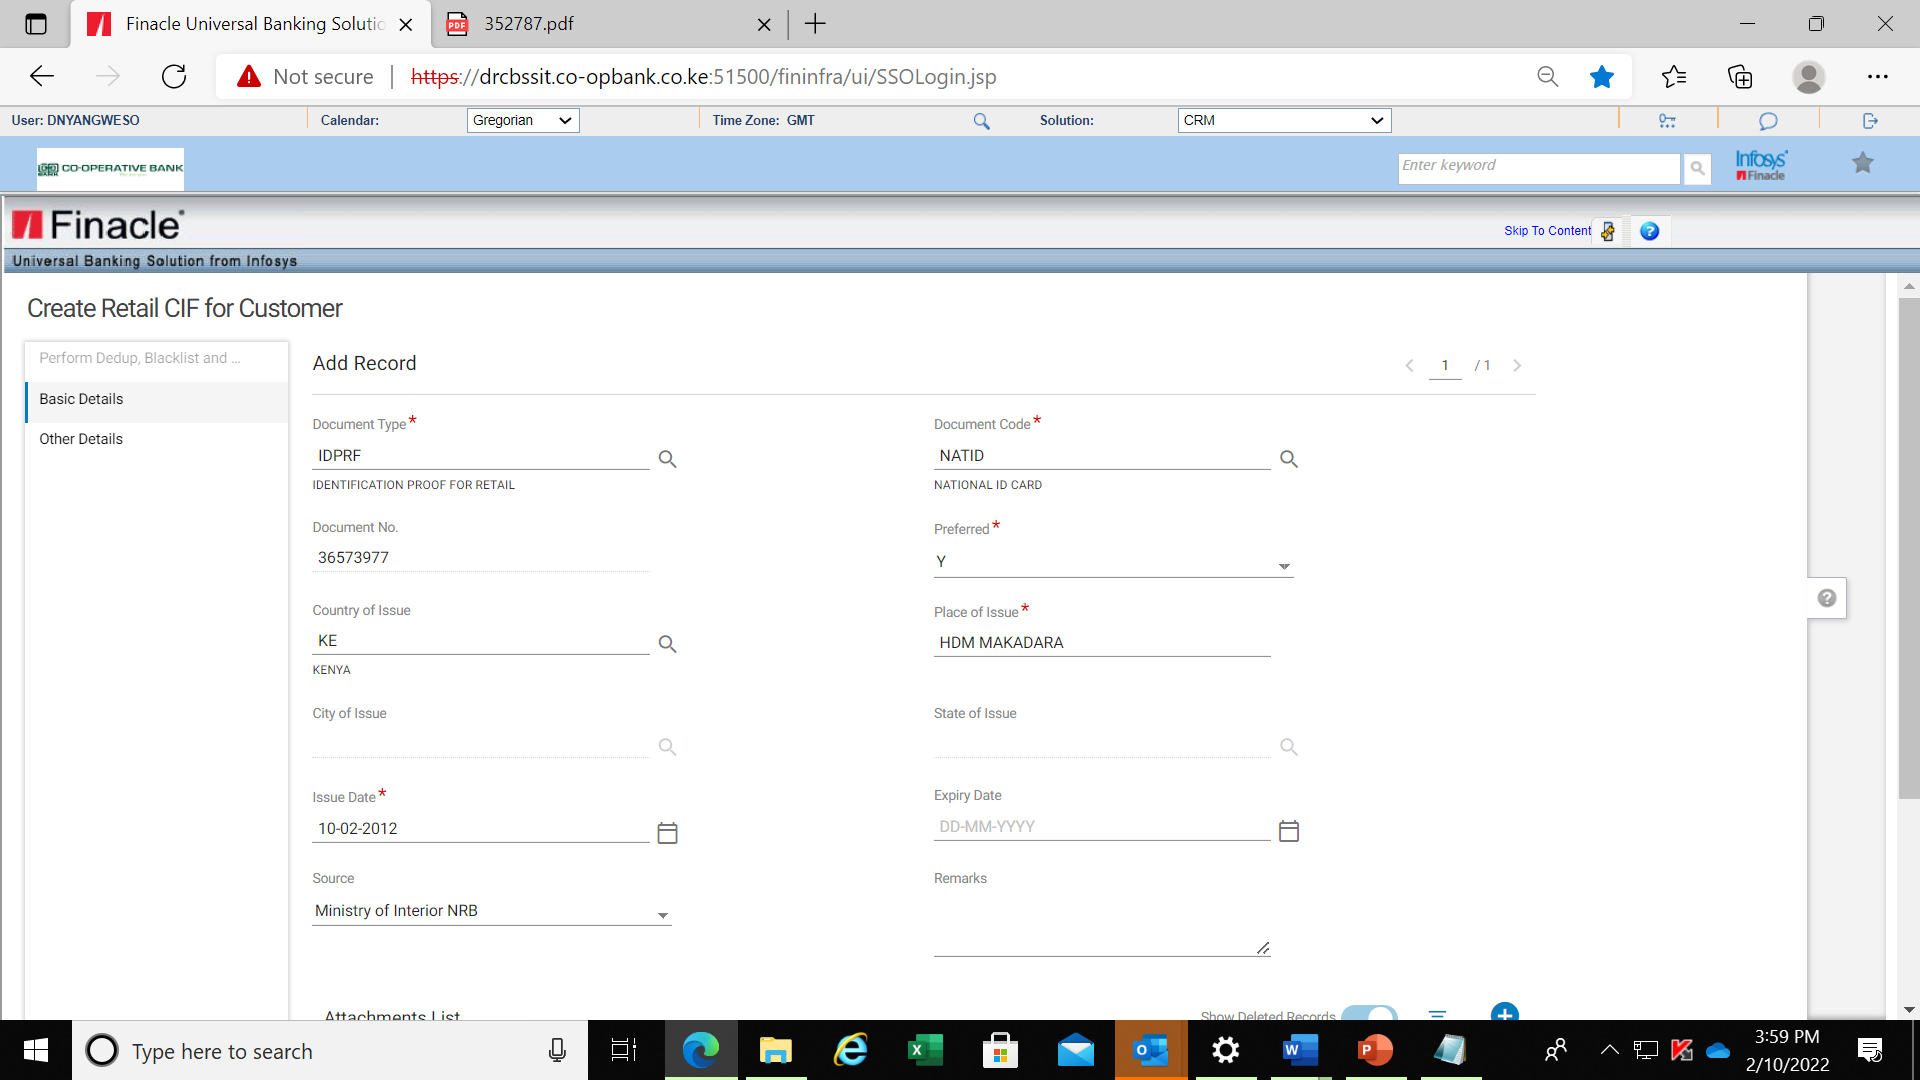 Finacle Universal Banking Solutio
352787.pdf
Not secure
https://drcbssit.co-opbank.co.ke:51500/fininfra/ui/SSOLogin.jsp
User: DNYANGWESO
Calendar:
Gregorian
Time Zone: GMT
Solution:
CRM
CO-OPERATIVE BANK
Enter keyword
Infosys
Finacle
Finacle
Skip To Content
Universal Banking Solution from Infosys
Create Retail CIF for Customer
Perform Dedup, Blacklist and ...
Basic Details
Other Details
Add Record
1 / 1
Document Type*
IDPRF
IDENTIFICATION PROOF FOR RETAIL
Document Code*
NATID
NATIONAL ID CARD
Document No.
36573977
Preferred*
Y
Country of Issue
KE
KENYA
Place of Issue*
HDM MAKADARA
City of Issue
State of Issue
Issue Date*
10-02-2012
Expiry Date
DD-MM-YYYY
Source
Ministry of Interior NRB
Remarks
Attachments List
Show Deleted Records
Type here to search
3:59 PM
2/10/2022